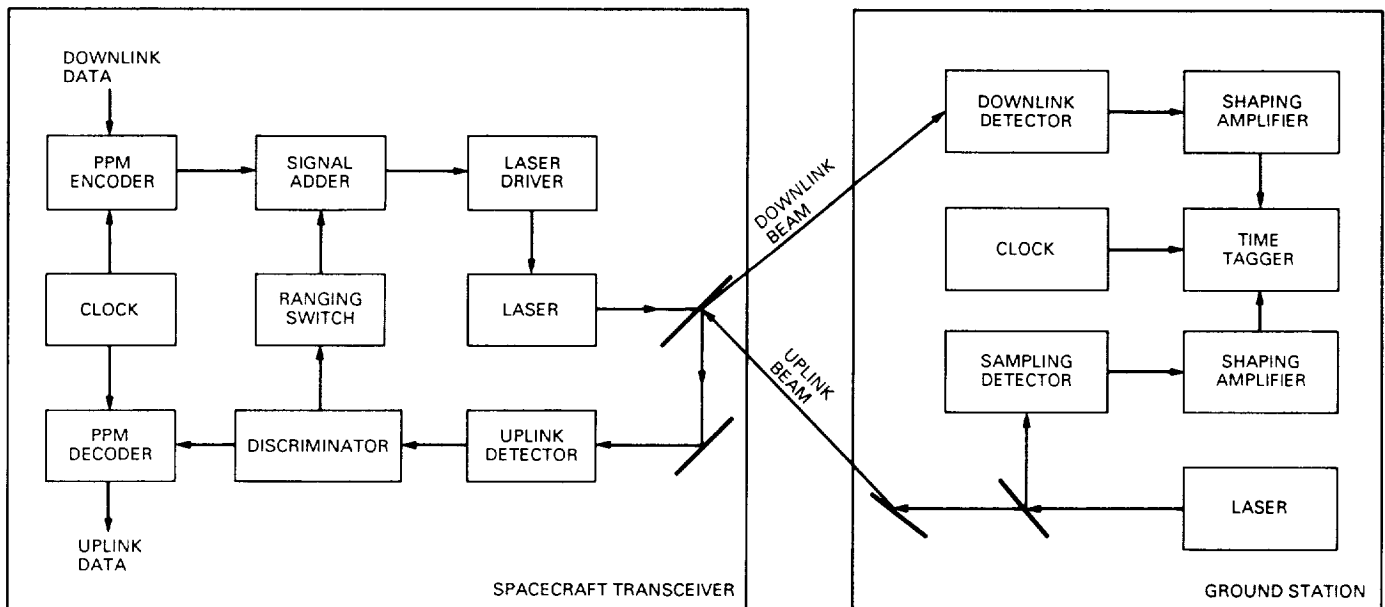 DOWNLINK
DATA
PPM
ENCODER
SIGNAL
ADDER
LASER
DRIVER
CLOCK
RANGING
SWITCH
LASER
PPM
DECODER
DISCRIMINATOR
UPLINK
DETECTOR
UPLINK
DATA
SPACECRAFT TRANSCEIVER
DOWNLINK
BEAM
UPLINK
BEAM
DOWNLINK
DETECTOR
SHAPING
AMPLIFIER
CLOCK
TIME
TAGGER
SAMPLING
DETECTOR
SHAPING
AMPLIFIER
LASER
GROUND STATION